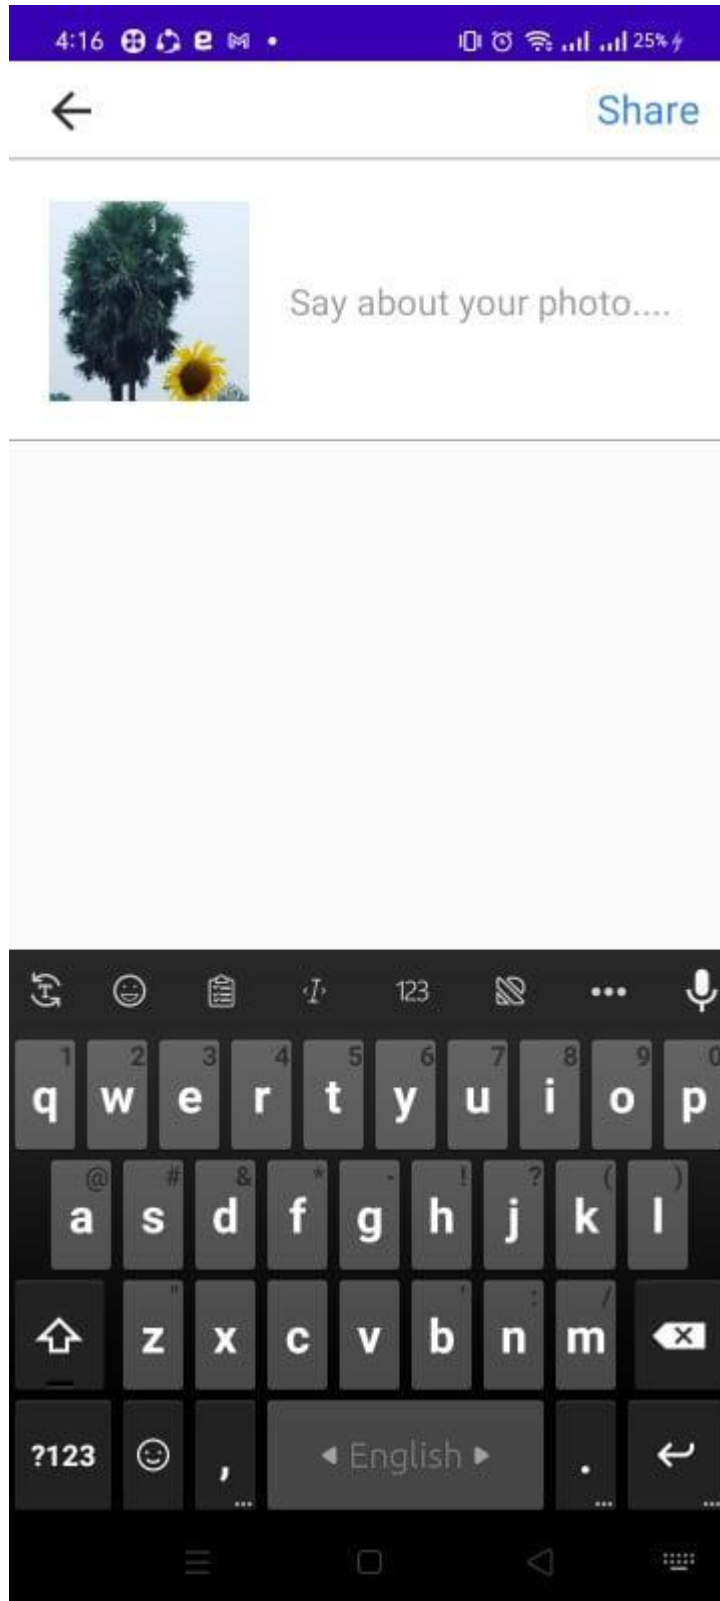 4:16
25%
Share
Say about your photo....
123
1 2 3 4 5 6 7 8 9 0
q w e r t y u i o p
@ # & * - ! ? ( )
a s d f g h j k l
" ' : /
z x c v b n m
?123 , English .